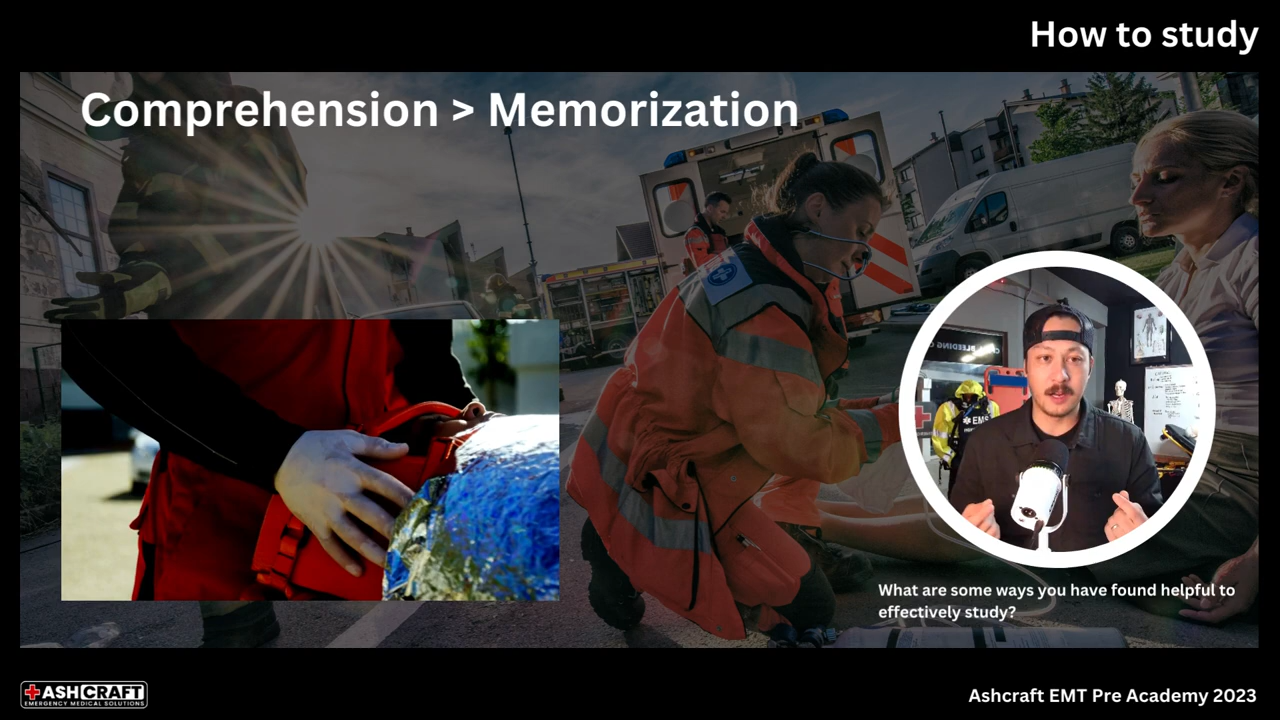 How to study
Comprehension > Memorization
EMS
What are some ways you have found helpful to
effectively study?
ASHCRAFT
EMERGENCY MEDICAL SOLUTIONS
Ashcraft EMT Pre Academy 2023